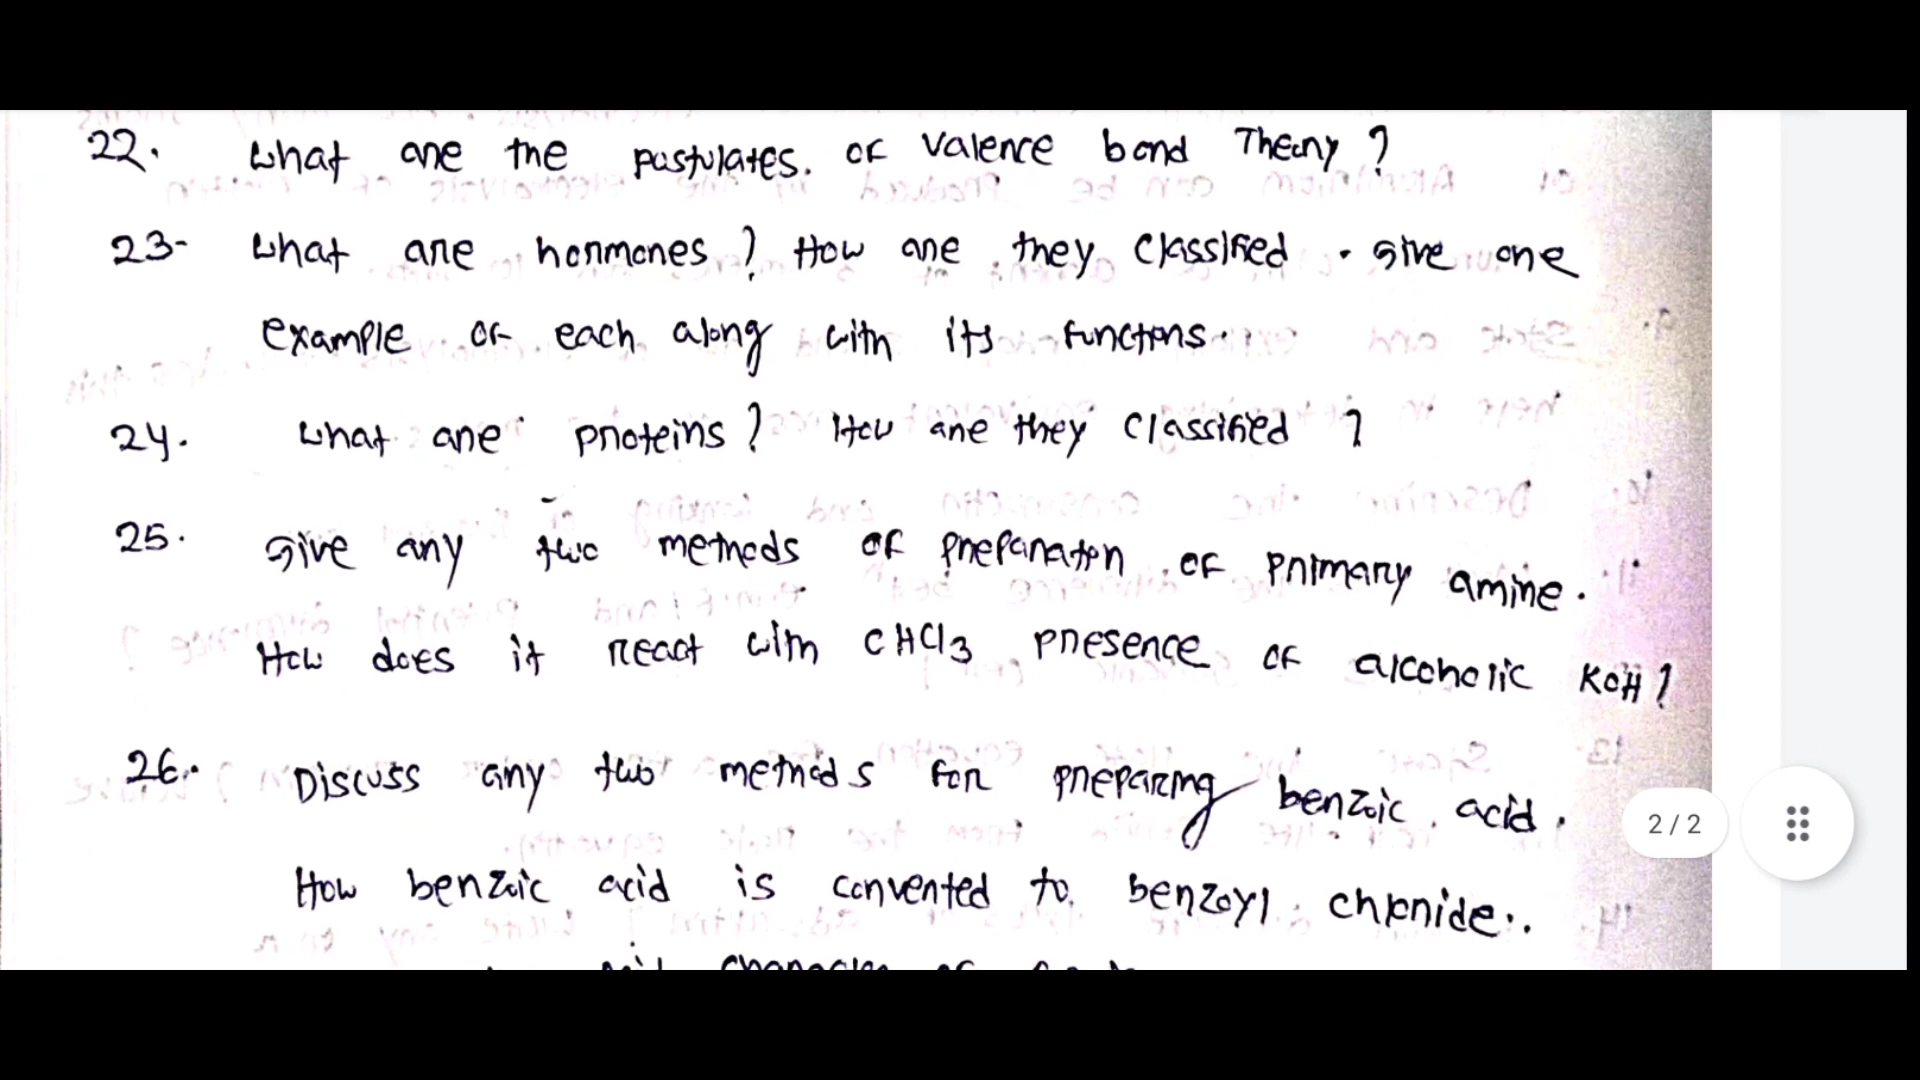 22. What are the postulates. of valence bond Theory ?
23- What are hormones ? How are they classified . Give one
example of each along with its functions.
24. What are proteins ? How are they classified ?
25. Give any two methods of preparation of primary amine.
How does it react with CHCl3 presence of alcoholic KOH ?
26. Discuss any two methods for preparing benzoic acid.
How benzoic acid is converted to benzoyl chloride.
2 / 2